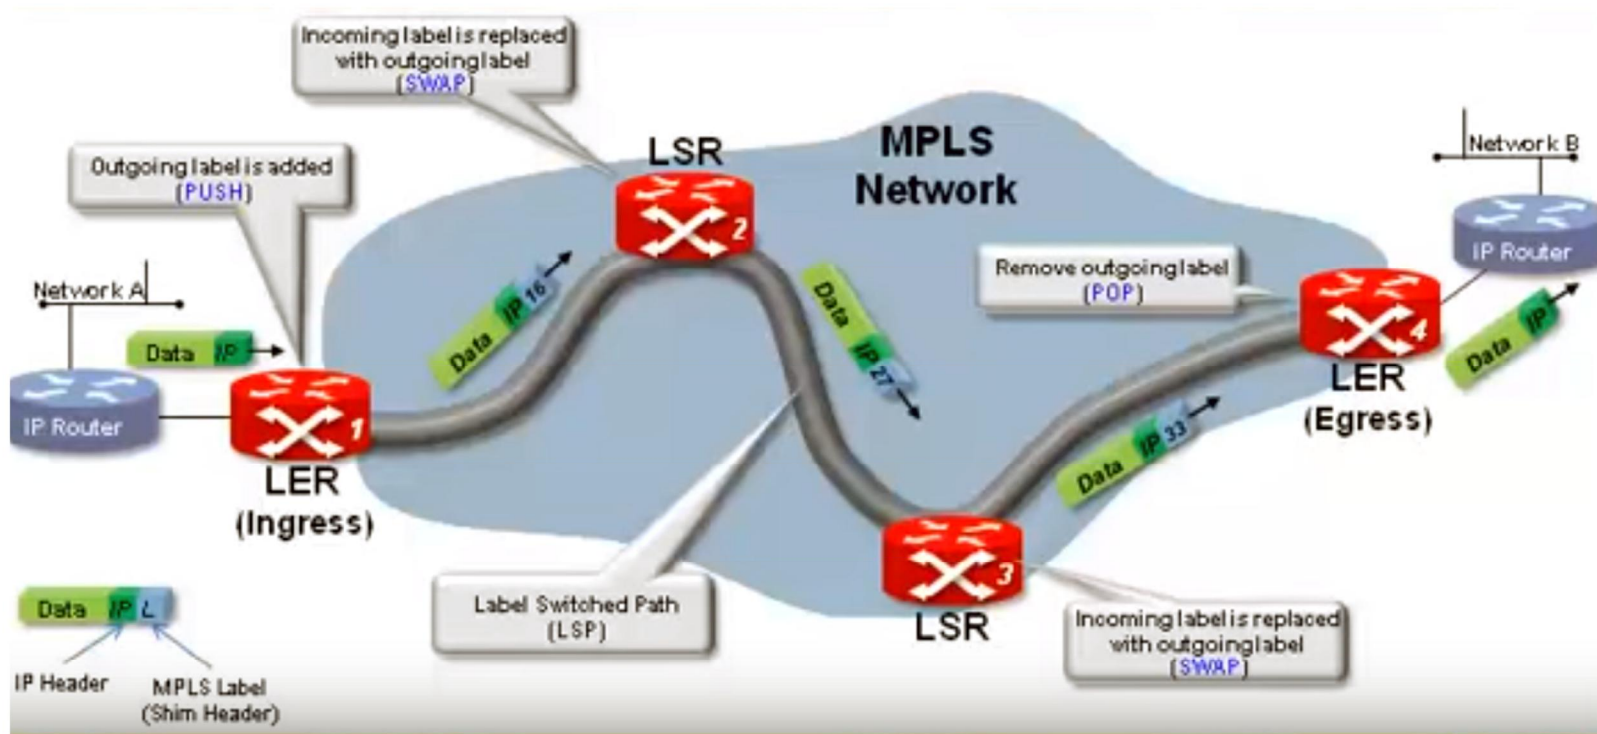 Incoming label is replaced
with outgoing label
(SWAP)
Outgoing label is added
(PUSH)
LSR
2
MPLS
Network
Network B
IP Router
Remove outgoing label
(POP)
Network A
Data IP
IP Router
1
LER
(Ingress)
Data IP 16
Data IP 27
Data IP 33
4
LER
(Egress)
Data IP
Label Switched Path
(LSP)
3
LSR
Incoming label is replaced
with outgoing label
(SWAP)
Data IP L
IP Header
MPLS Label
(Shim Header)